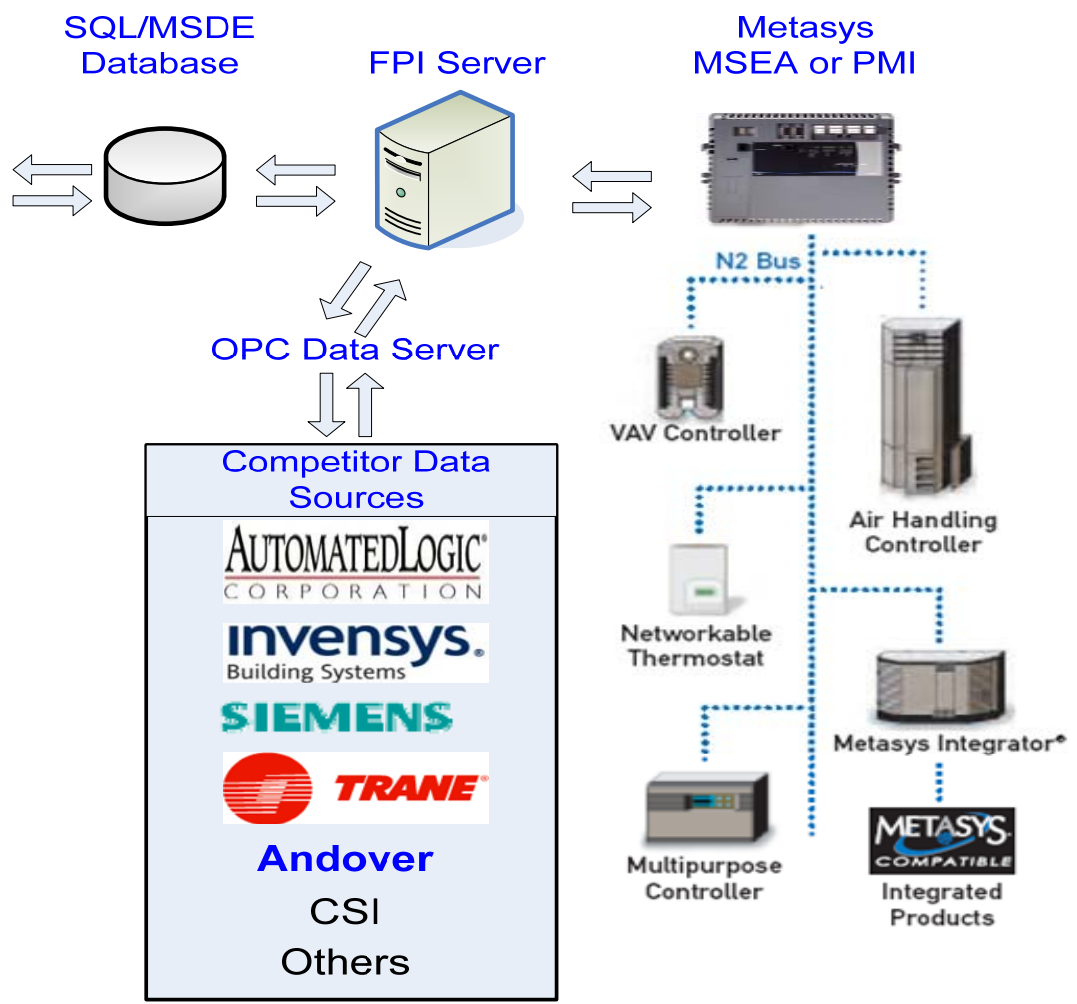 SQL/MSDE
Database
FPI Server
Metasys
MSEA or PMI
N2 Bus
OPC Data Server
VAV Controller
Air Handling
Controller
Competitor Data
Sources
AUTOMATEDLOGIC®
CORPORATION
invensys®
Building Systems
SIEMENS
TRANE®
Andover
CSI
Others
Networkable
Thermostat
Metasys Integrator®
Multipurpose
Controller
METASYS
COMPATIBLE
Integrated
Products